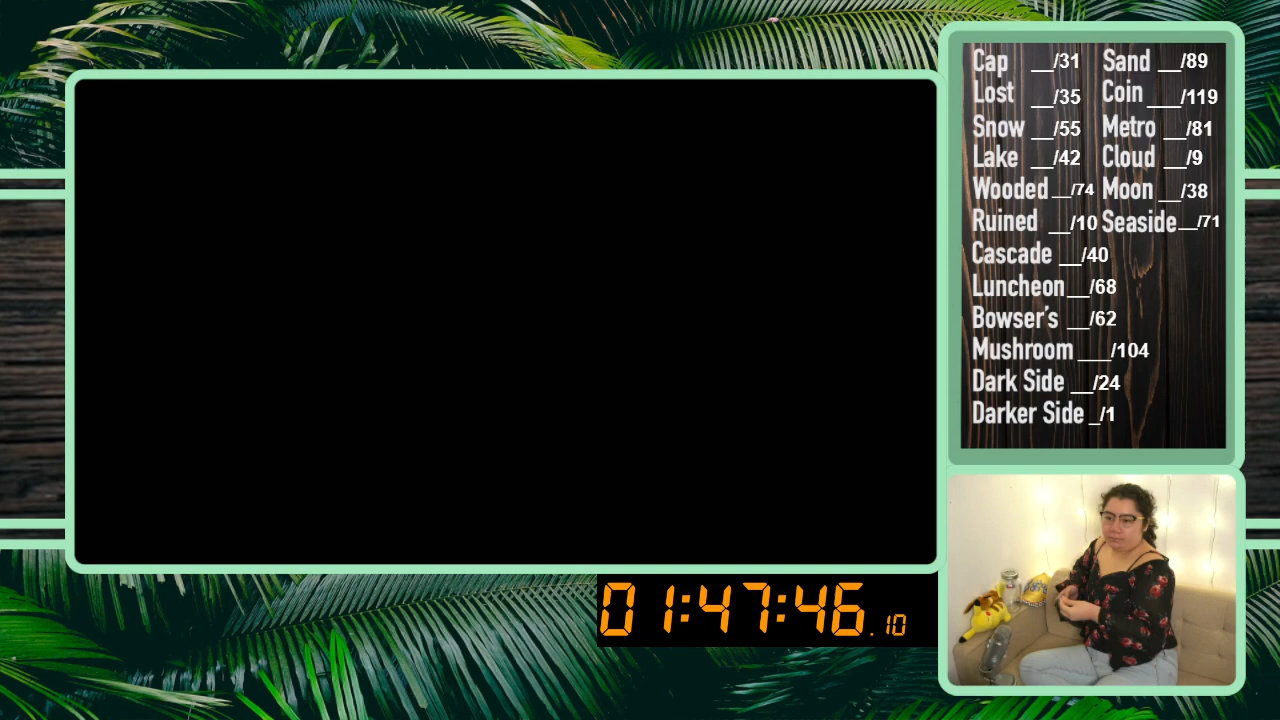 Cap __/31 Sand __/89
Lost __/35 Coin ___/119
Snow __/55 Metro __/81
Lake __/42 Cloud __/9
Wooded __/74 Moon __/38
Ruined __/10 Seaside __/71
Cascade __/40
Luncheon __/68
Bowser's __/62
Mushroom ___/104
Dark Side __/24
Darker Side _/1
01:47:46.10